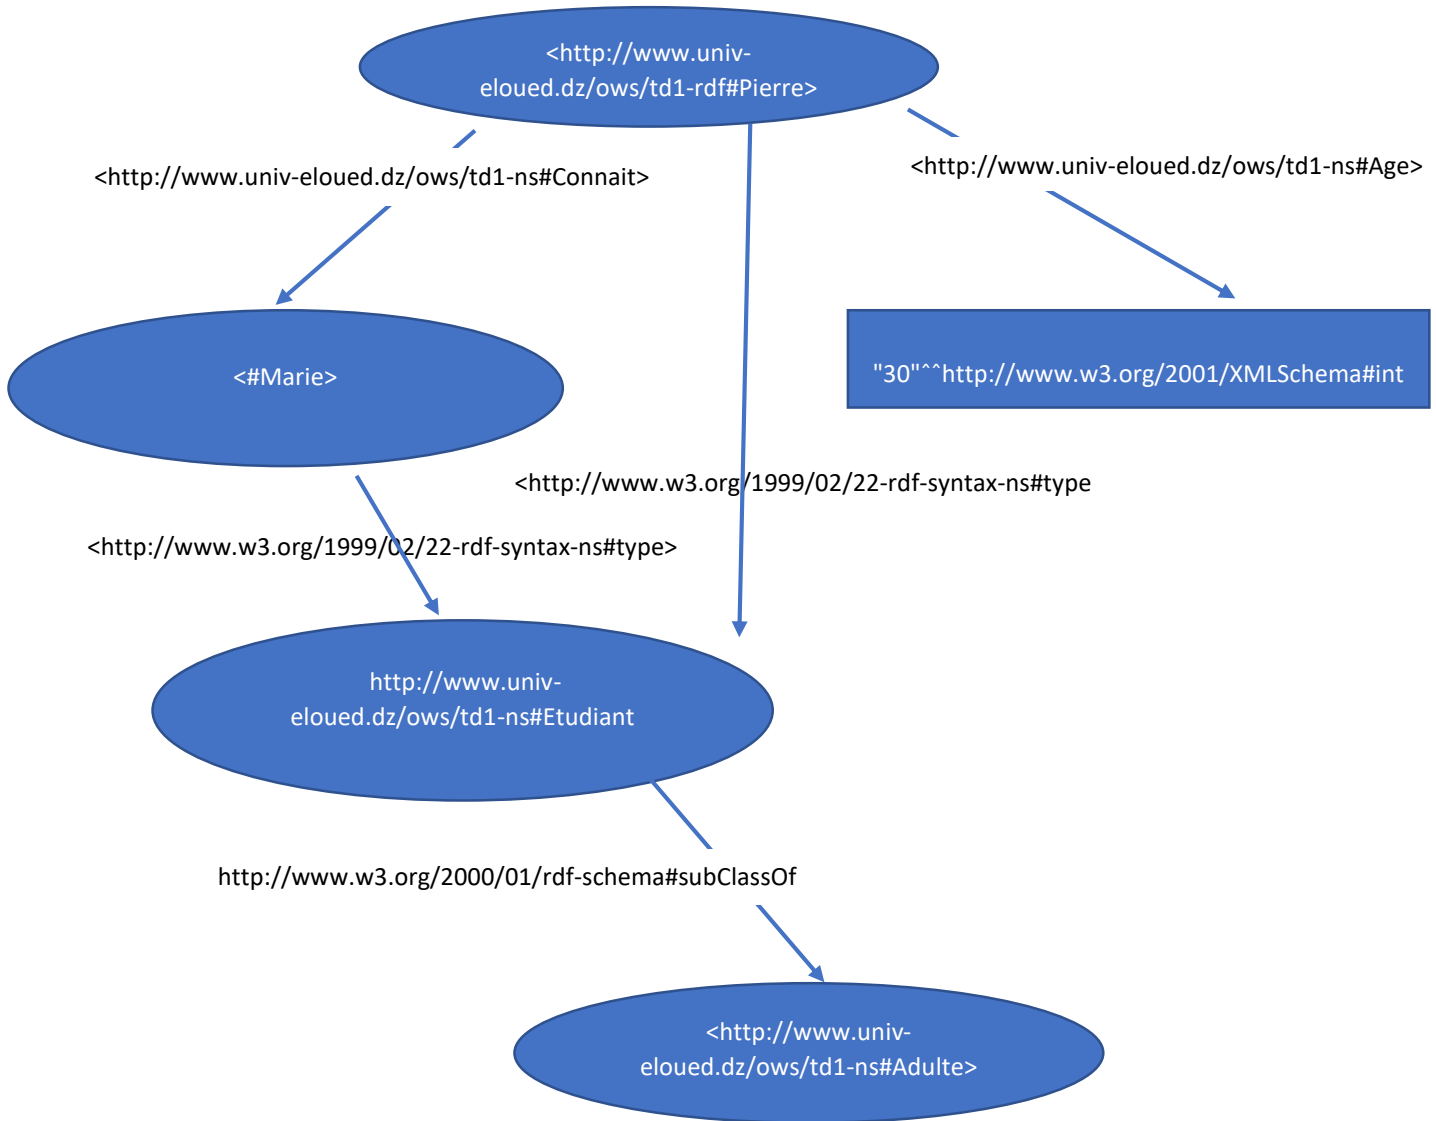 <http://www.univ-
eloued.dz/ows/td1-rdf#Pierre>
<http://www.univ-eloued.dz/ows/td1-ns#Connait>
<http://www.univ-eloued.dz/ows/td1-ns#Age>
<#Marie>
"30"^^http://www.w3.org/2001/XMLSchema#int
<http://www.w3.org/1999/02/22-rdf-syntax-ns#type
<http://www.w3.org/1999/02/22-rdf-syntax-ns#type>
http://www.univ-
eloued.dz/ows/td1-ns#Etudiant
http://www.w3.org/2000/01/rdf-schema#subClassOf
<http://www.univ-
eloued.dz/ows/td1-ns#Adulte>